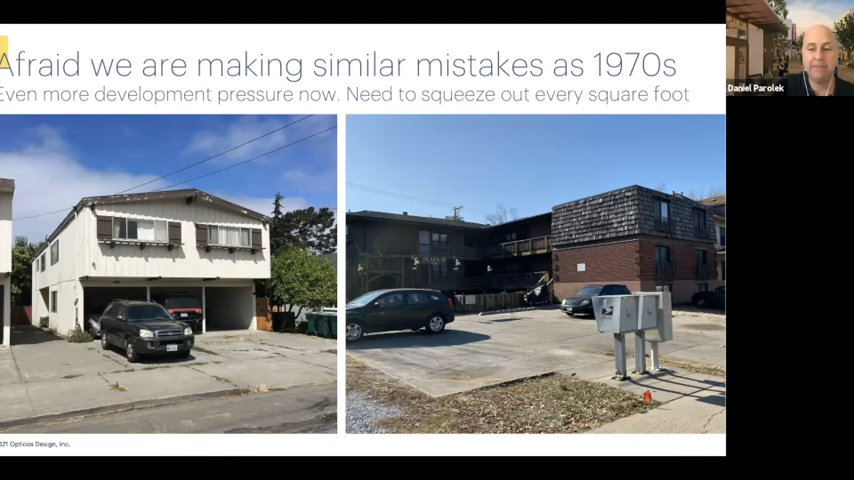 Afraid we are making similar mistakes as 1970s
Even more development pressure now. Need to squeeze out every square foot
Daniel Parolek
021 Opticos Design, Inc.